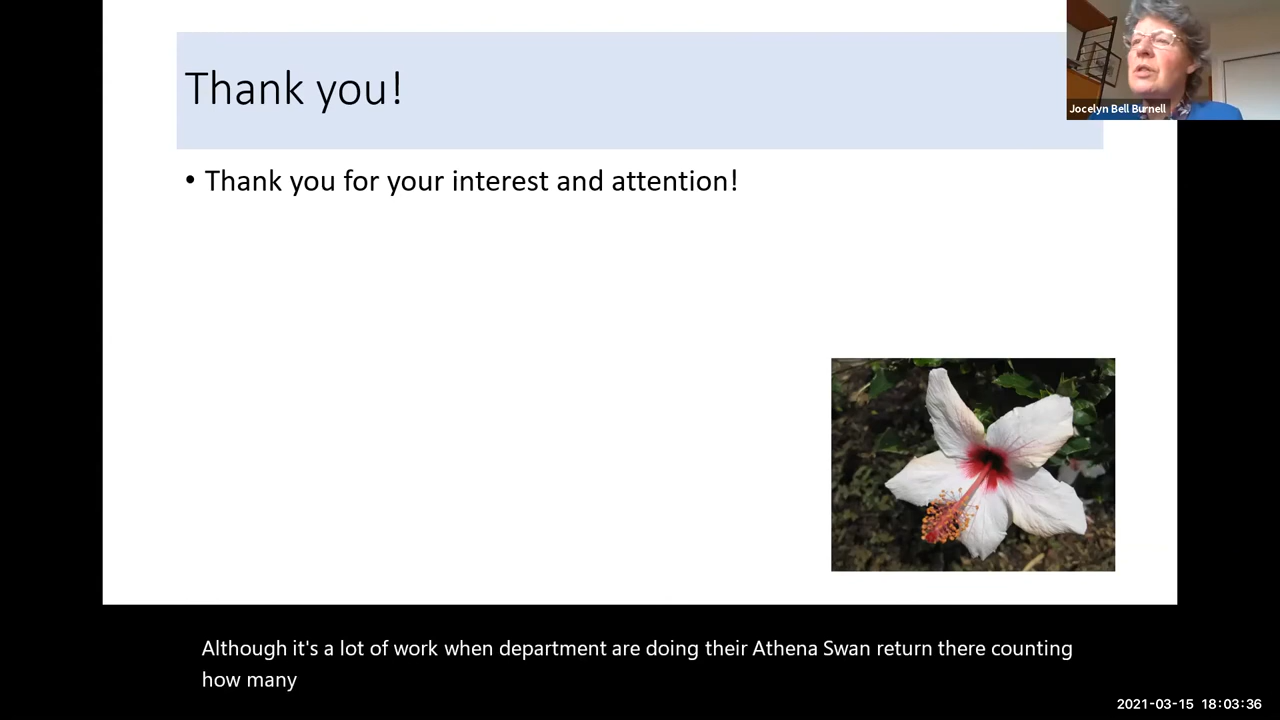 Thank you!
Jocelyn Bell Burnell
• Thank you for your interest and attention!
Although it's a lot of work when department are doing their Athena Swan return there counting
how many
2021-03-15 18:03:36